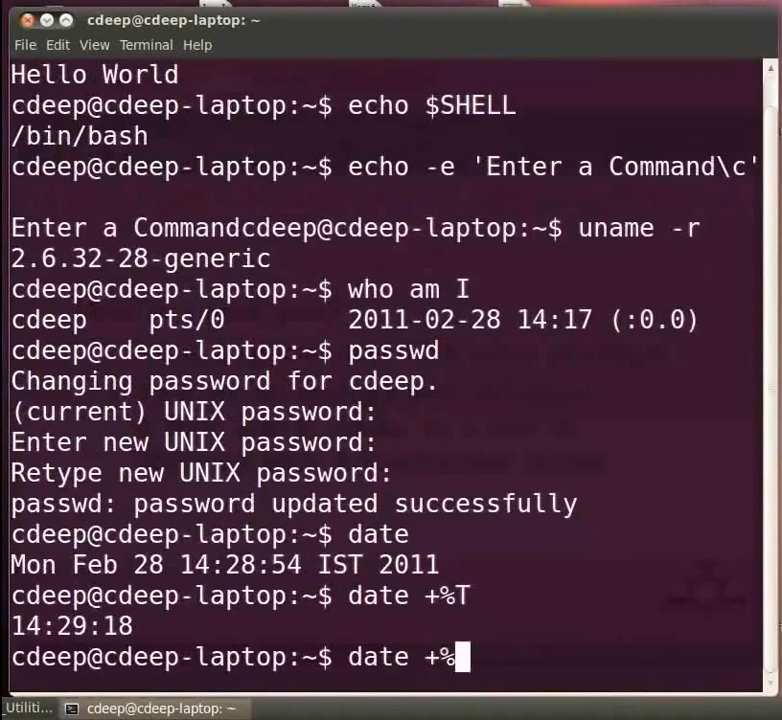 cdeep@cdeep-laptop: ~
File Edit View Terminal Help
Hello World
cdeep@cdeep-laptop:~$ echo $SHELL
/bin/bash
cdeep@cdeep-laptop:~$ echo -e 'Enter a Command\c'
Enter a Commandcdeep@cdeep-laptop:~$ uname -r
2.6.32-28-generic
cdeep@cdeep-laptop:~$ who am I
cdeep    pts/0        2011-02-28 14:17 (:0.0)
cdeep@cdeep-laptop:~$ passwd
Changing password for cdeep.
(current) UNIX password:
Enter new UNIX password:
Retype new UNIX password:
passwd: password updated successfully
cdeep@cdeep-laptop:~$ date
Mon Feb 28 14:28:54 IST 2011
cdeep@cdeep-laptop:~$ date +%T
14:29:18
cdeep@cdeep-laptop:~$ date +%
Utiliti... cdeep@cdeep-laptop: ~